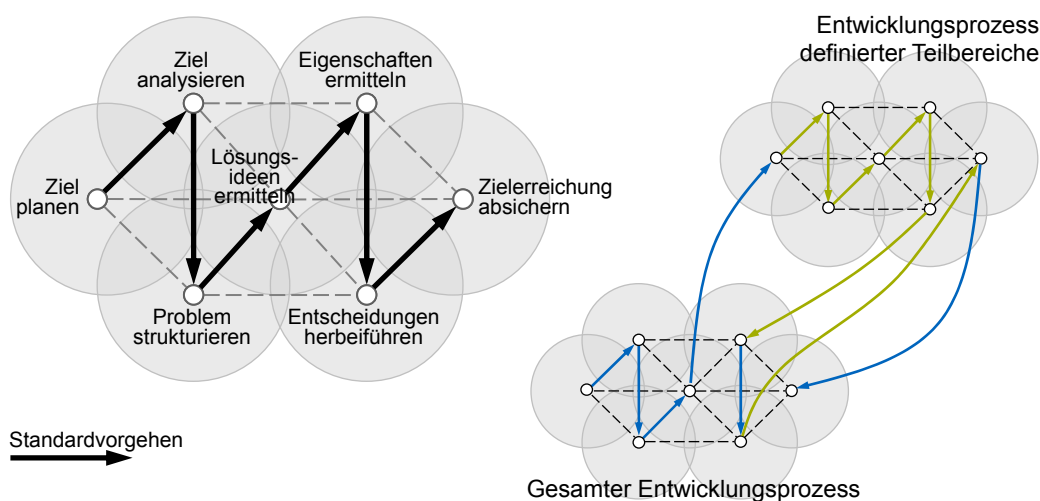 Ziel
analysieren
Eigenschaften
ermitteln
Ziel
planen
Lösungs-
ideen
ermitteln
Zielerreichung
absichern
Problem
strukturieren
Entscheidungen
herbeiführen
Standardvorgehen
Entwicklungsprozess
definierter Teilbereiche
Gesamter Entwicklungsprozess